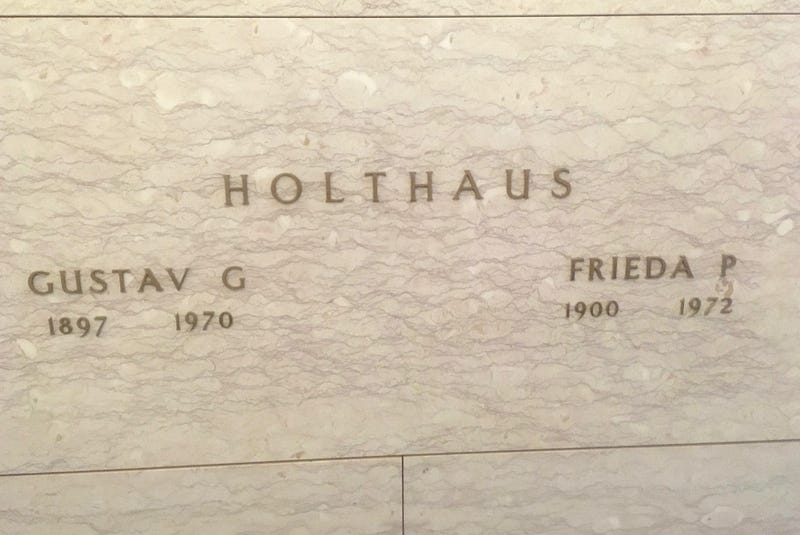 HOLTHAUS
GUSTAV G
1897 1970
FRIEDA P
1900 1972